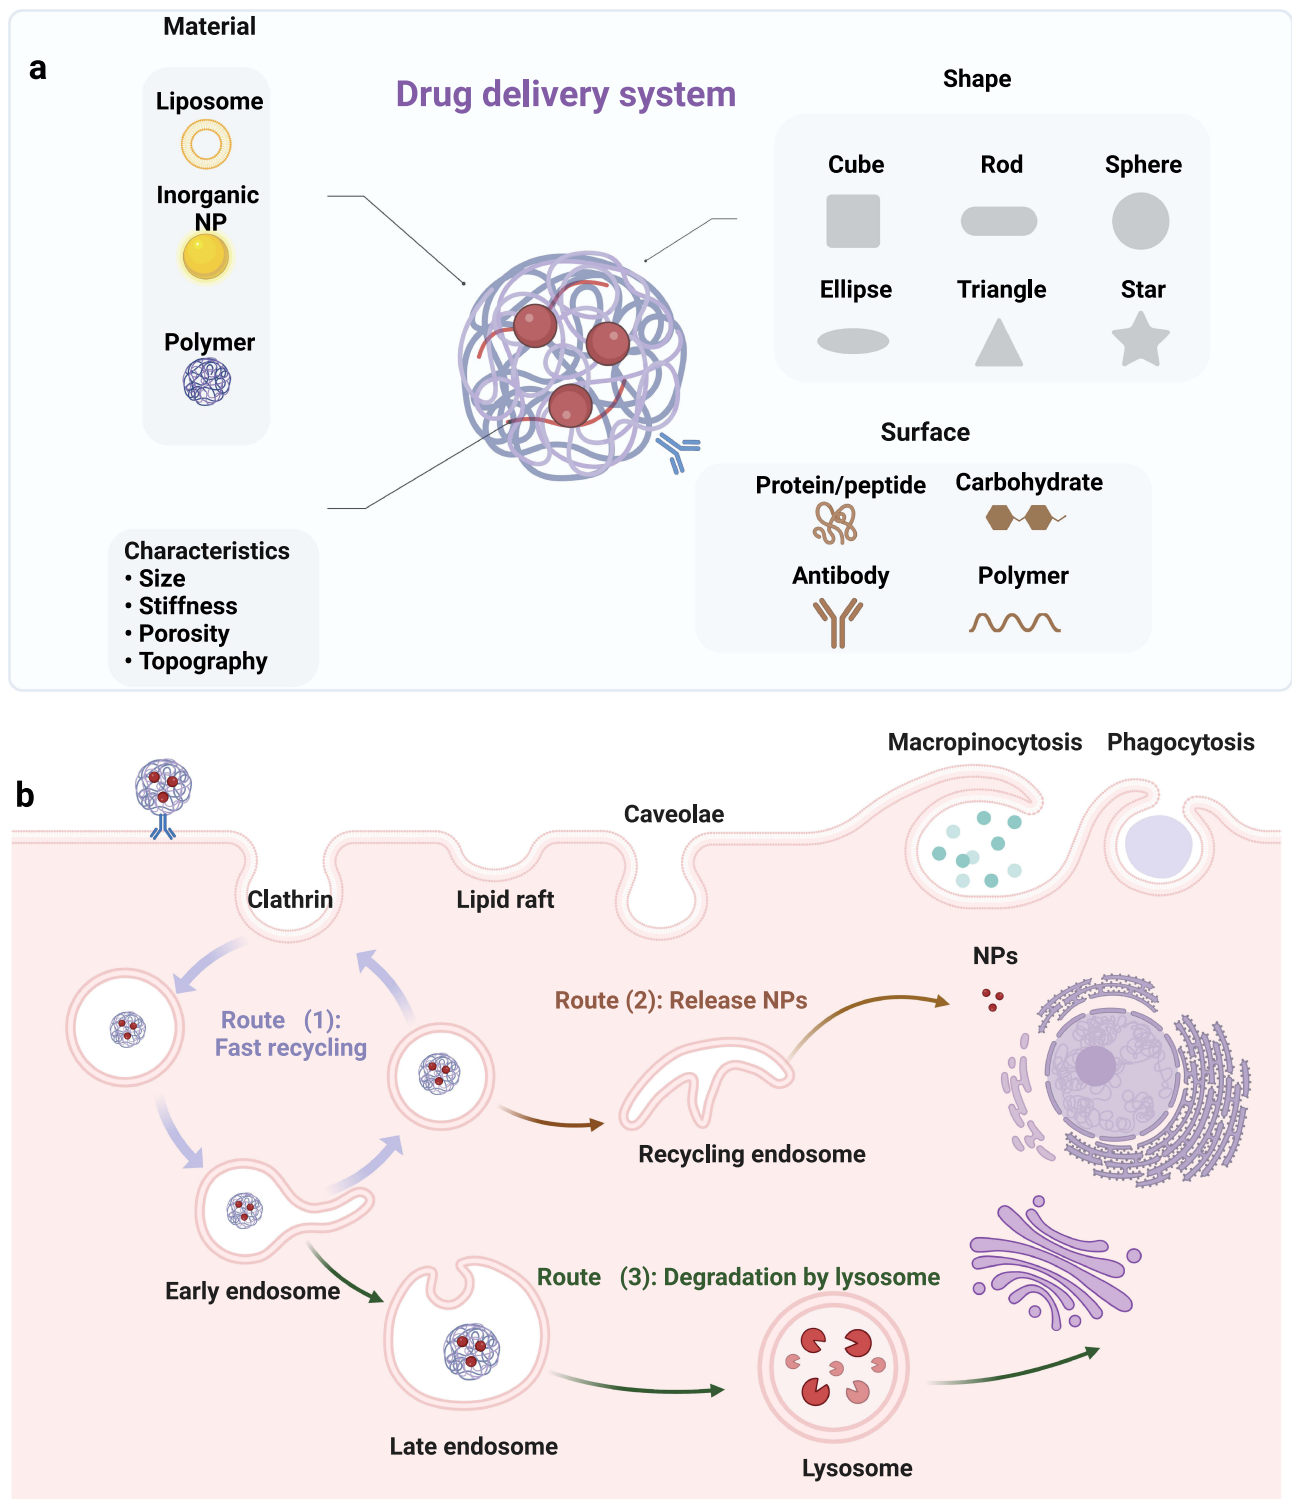 a
Material
Liposome
Inorganic
NP
Polymer
Drug delivery system
Shape
Cube
Rod
Sphere
Ellipse
Triangle
Star
Surface
Protein/peptide
Carbohydrate
Antibody
Polymer
Characteristics
• Size
• Stiffness
• Porosity
• Topography
b
Macropinocytosis
Phagocytosis
Caveolae
Clathrin
Lipid raft
NPs
Route (1):
Fast recycling
Route (2): Release NPs
Recycling endosome
Early endosome
Route (3): Degradation by lysosome
Late endosome
Lysosome